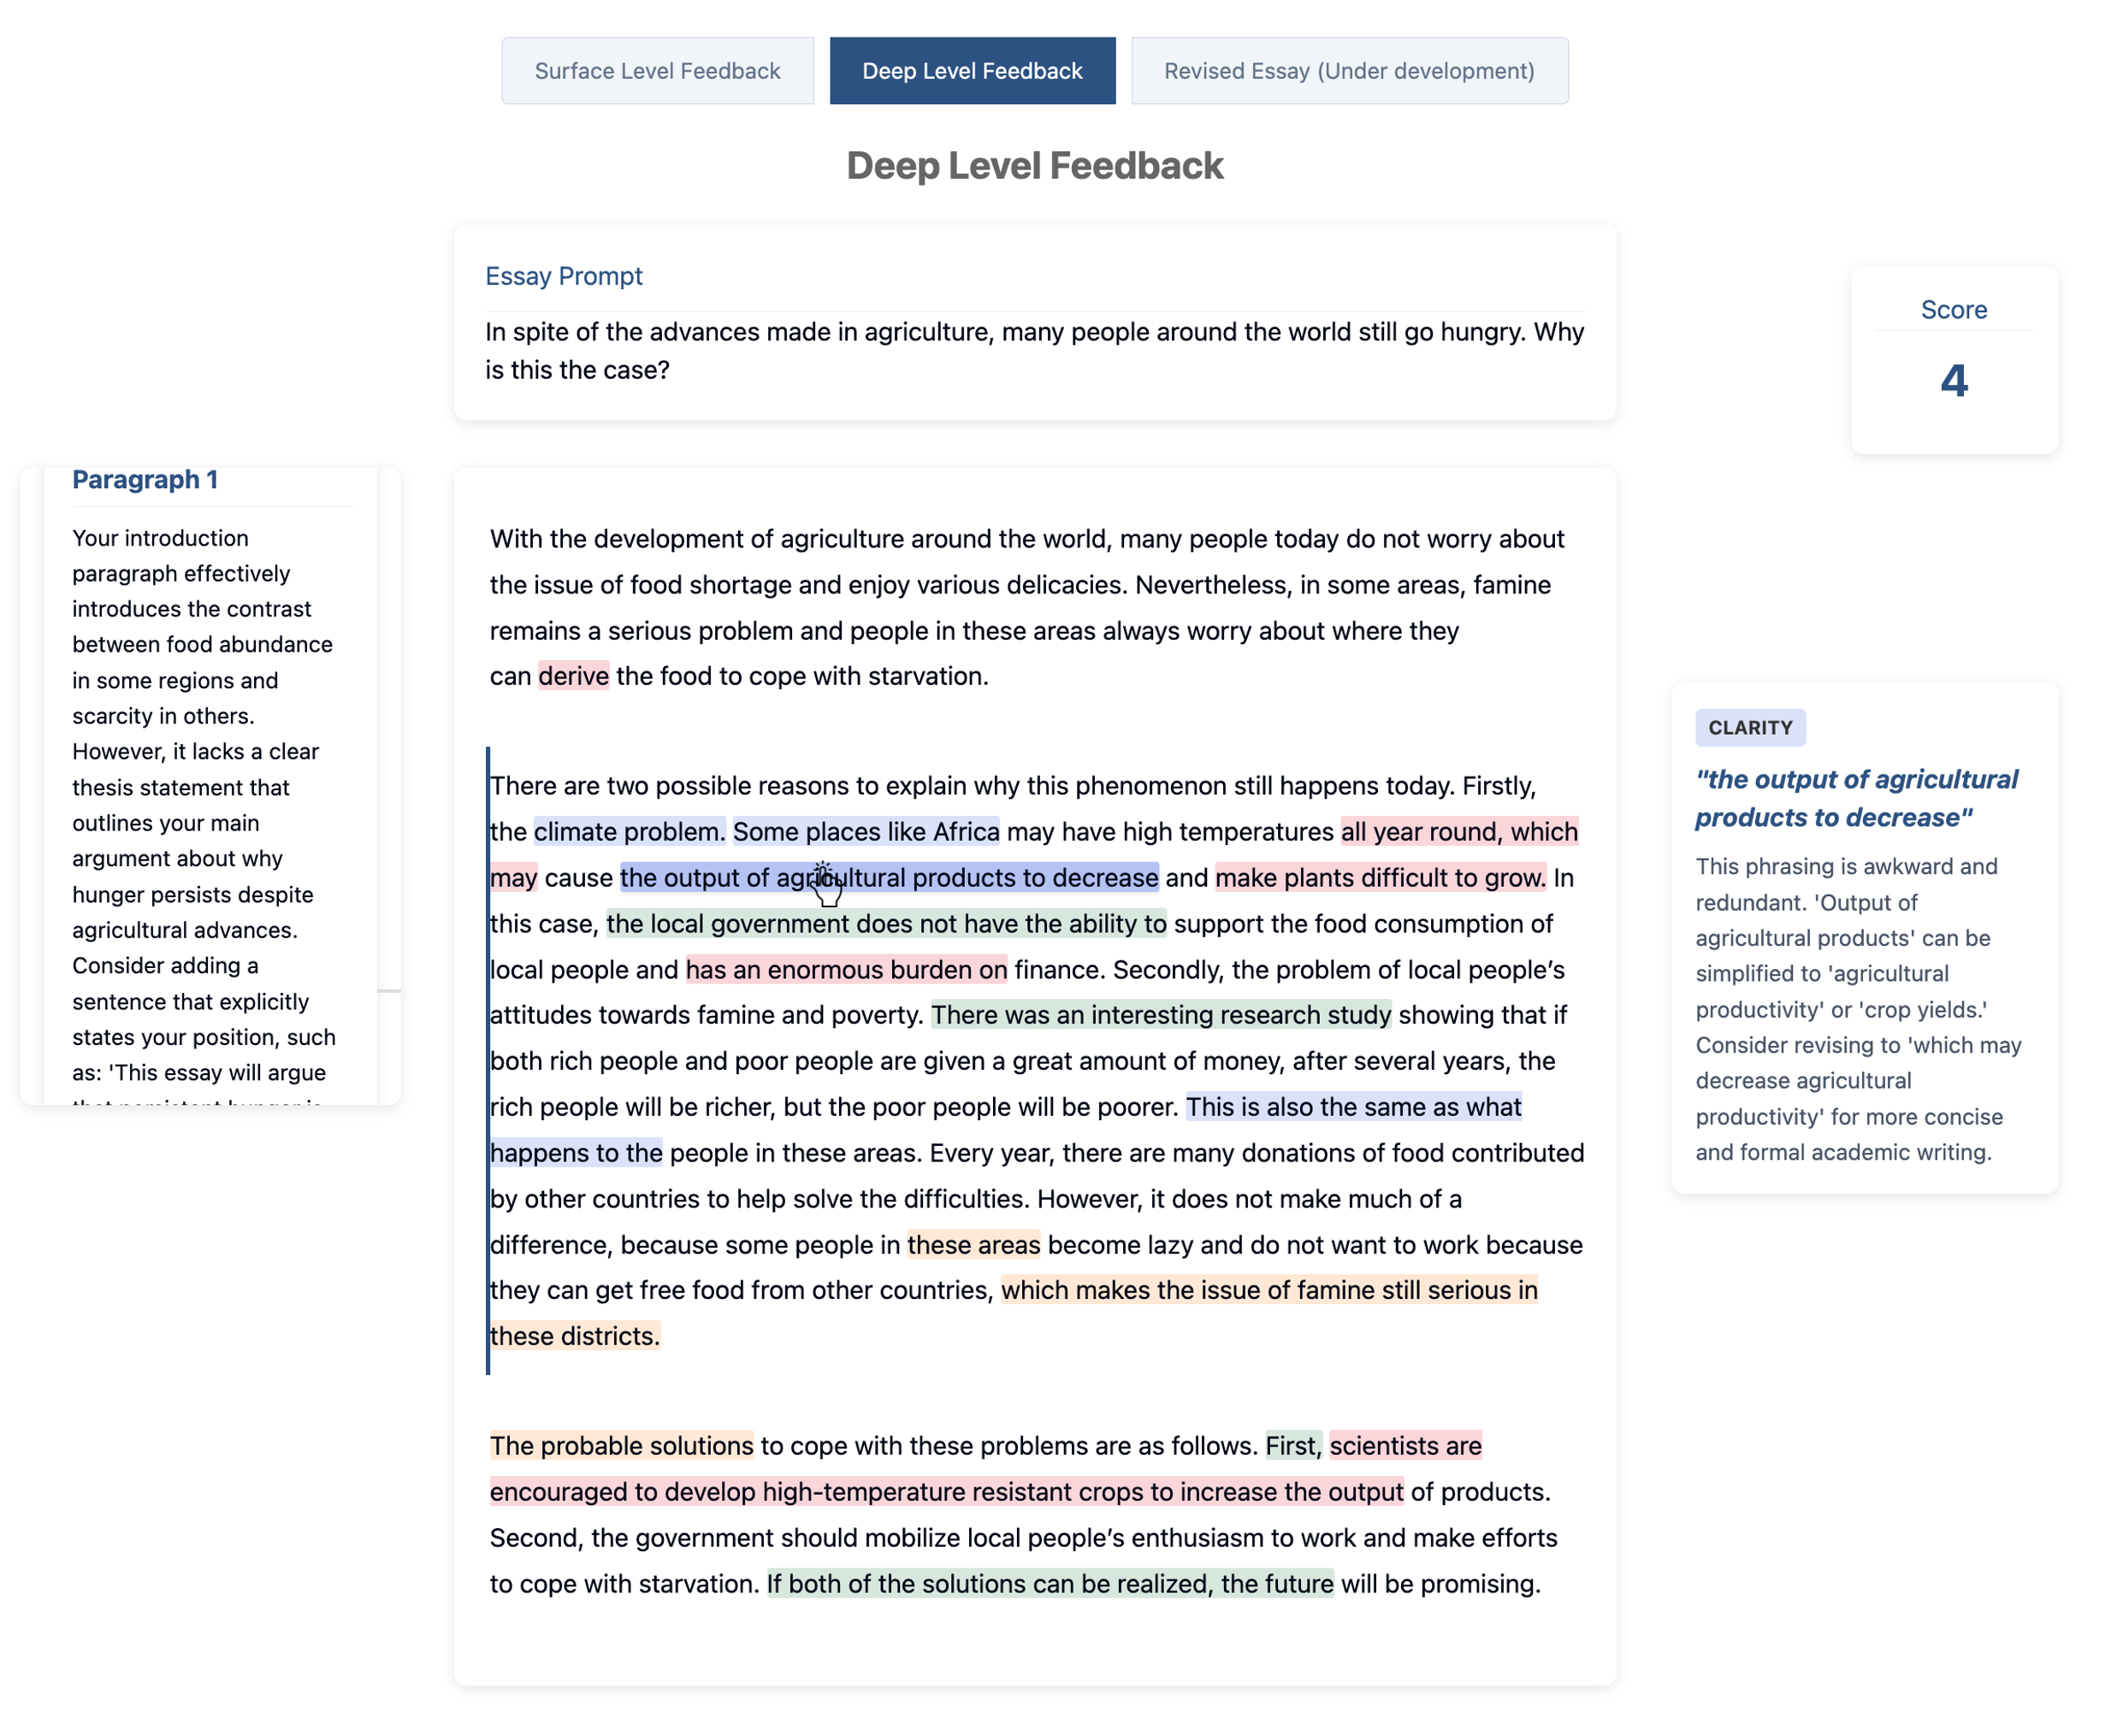 Surface Level Feedback
Deep Level Feedback
Revised Essay (Under development)
Deep Level Feedback
Essay Prompt
In spite of the advances made in agriculture, many people around the world still go hungry. Why
is this the case?
Score
4
Paragraph 1
Your introduction
paragraph effectively
introduces the contrast
between food abundance
in some regions and
scarcity in others.
However, it lacks a clear
thesis statement that
outlines your main
argument about why
hunger persists despite
agricultural advances.
Consider adding a
sentence that explicitly
states your position, such
as: 'This essay will argue
With the development of agriculture around the world, many people today do not worry about
the issue of food shortage and enjoy various delicacies. Nevertheless, in some areas, famine
remains a serious problem and people in these areas always worry about where they
can derive the food to cope with starvation.
There are two possible reasons to explain why this phenomenon still happens today. Firstly,
the climate problem. Some places like Africa may have high temperatures all year round, which
may cause the output of agricultural products to decrease and make plants difficult to grow. In
this case, the local government does not have the ability to support the food consumption of
local people and has an enormous burden on finance. Secondly, the problem of local people’s
attitudes towards famine and poverty. There was an interesting research study showing that if
both rich people and poor people are given a great amount of money, after several years, the
rich people will be richer, but the poor people will be poorer. This is also the same as what
happens to the people in these areas. Every year, there are many donations of food contributed
by other countries to help solve the difficulties. However, it does not make much of a
difference, because some people in these areas become lazy and do not want to work because
they can get free food from other countries, which makes the issue of famine still serious in
these districts.
The probable solutions to cope with these problems are as follows. First, scientists are
encouraged to develop high-temperature resistant crops to increase the output of products.
Second, the government should mobilize local people’s enthusiasm to work and make efforts
to cope with starvation. If both of the solutions can be realized, the future will be promising.
CLARITY
"the output of agricultural
products to decrease"
This phrasing is awkward and
redundant. 'Output of
agricultural products' can be
simplified to 'agricultural
productivity' or 'crop yields.'
Consider revising to 'which may
decrease agricultural
productivity' for more concise
and formal academic writing.